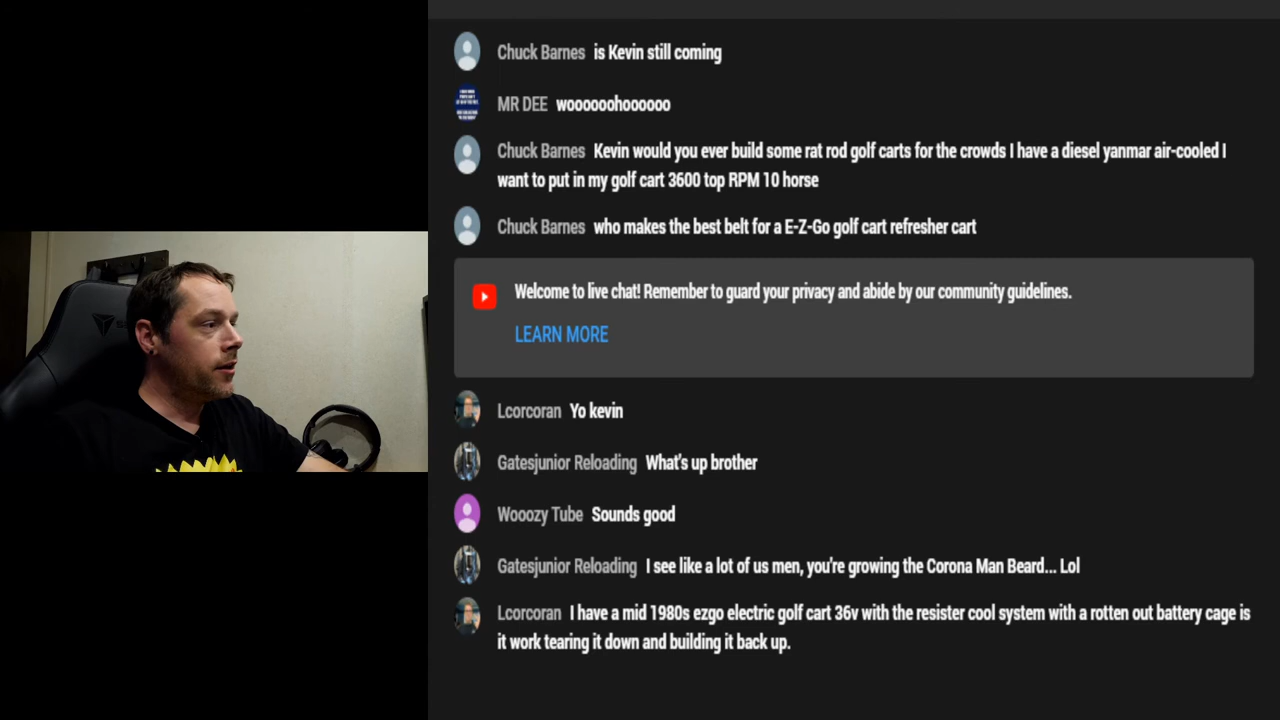 Chuck Barnes is Kevin still coming
MR DEE woooooohoooooo
Chuck Barnes Kevin would you ever build some rat rod golf carts for the crowds I have a diesel yanmar air-cooled I
want to put in my golf cart 3600 top RPM 10 horse
Chuck Barnes who makes the best belt for a E-Z-Go golf cart refresher cart
Welcome to live chat! Remember to guard your privacy and abide by our community guidelines.
LEARN MORE
Lcorcoran Yo kevin
Gatesjunior Reloading What's up brother
Wooozy Tube Sounds good
Gatesjunior Reloading I see like a lot of us men, you're growing the Corona Man Beard... Lol
Lcorcoran I have a mid 1980s ezgo electric golf cart 36v with the resister cool system with a rotten out battery cage is
it work tearing it down and building it back up.